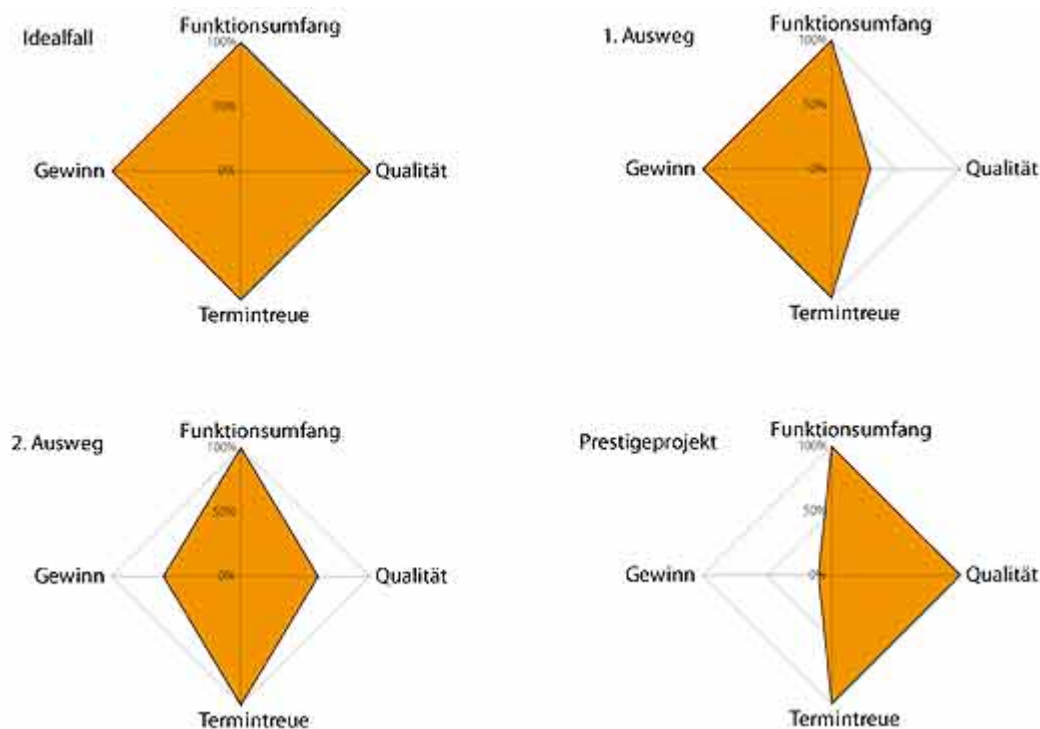 Idealfall
Funktionsumfang
100%
50%
0%
Gewinn
Qualität
Termintreue
1. Ausweg
Funktionsumfang
100%
50%
0%
Gewinn
Qualität
Termintreue
2. Ausweg
Funktionsumfang
100%
50%
0%
Gewinn
Qualität
Termintreue
Prestigeprojekt
Funktionsumfang
100%
50%
0%
Gewinn
Qualität
Termintreue